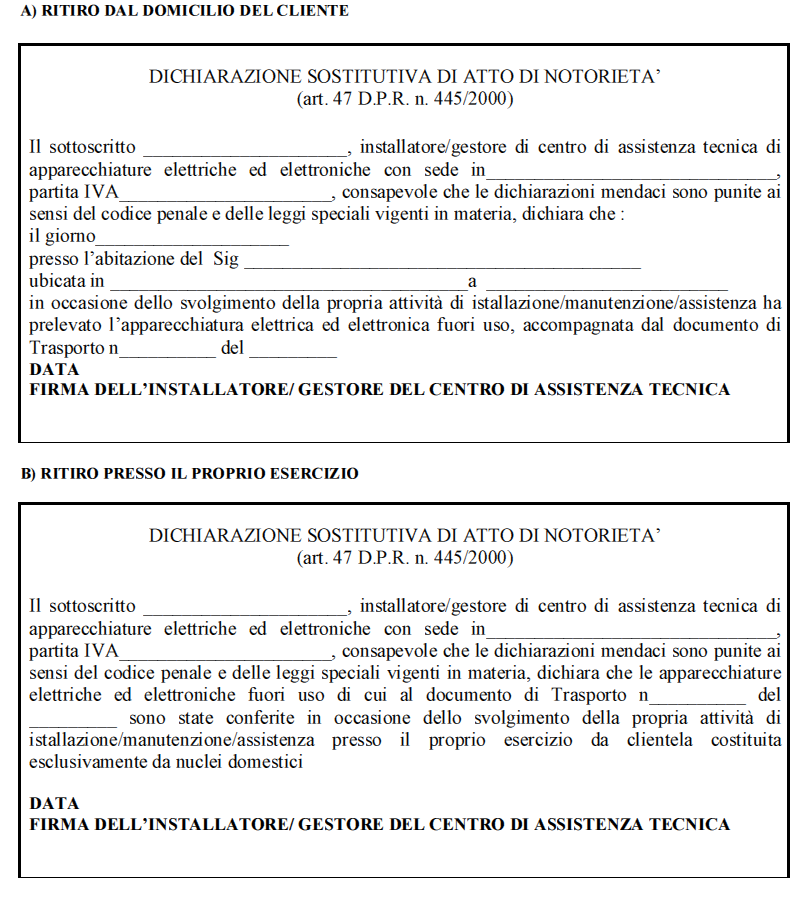 A) RITIRO DAL DOMICILIO DEL CLIENTE
DICHIARAZIONE SOSTITUTIVA DI ATTO DI NOTORIETA’
(art. 47 D.P.R. n. 445/2000)
Il sottoscritto _____________________, installatore/gestore di centro di assistenza tecnica di
apparecchiature elettriche ed elettroniche con sede in______________________________,
partita IVA______________________, consapevole che le dichiarazioni mendaci sono punite ai
sensi del codice penale e delle leggi speciali vigenti in materia, dichiara che :
il giorno____________________
presso l’abitazione del Sig _________________________________________
ubicata in _____________________________________a _________________________
in occasione dello svolgimento della propria attività di istallazione/manutenzione/assistenza ha
prelevato l’apparecchiatura elettrica ed elettronica fuori uso, accompagnata dal documento di
Trasporto n__________ del _________
DATA
FIRMA DELL’INSTALLATORE/ GESTORE DEL CENTRO DI ASSISTENZA TECNICA
B) RITIRO PRESSO IL PROPRIO ESERCIZIO
DICHIARAZIONE SOSTITUTIVA DI ATTO DI NOTORIETA’
(art. 47 D.P.R. n. 445/2000)
Il sottoscritto _____________________, installatore/gestore di centro di assistenza tecnica di
apparecchiature elettriche ed elettroniche con sede in______________________________,
partita IVA______________________, consapevole che le dichiarazioni mendaci sono punite ai
sensi del codice penale e delle leggi speciali vigenti in materia, dichiara che le apparecchiature
elettriche ed elettroniche fuori uso di cui al documento di Trasporto n__________ del
_________ sono state conferite in occasione dello svolgimento della propria attività di
istallazione/manutenzione/assistenza presso il proprio esercizio da clientela costituita
esclusivamente da nuclei domestici
DATA
FIRMA DELL’INSTALLATORE/ GESTORE DEL CENTRO DI ASSISTENZA TECNICA